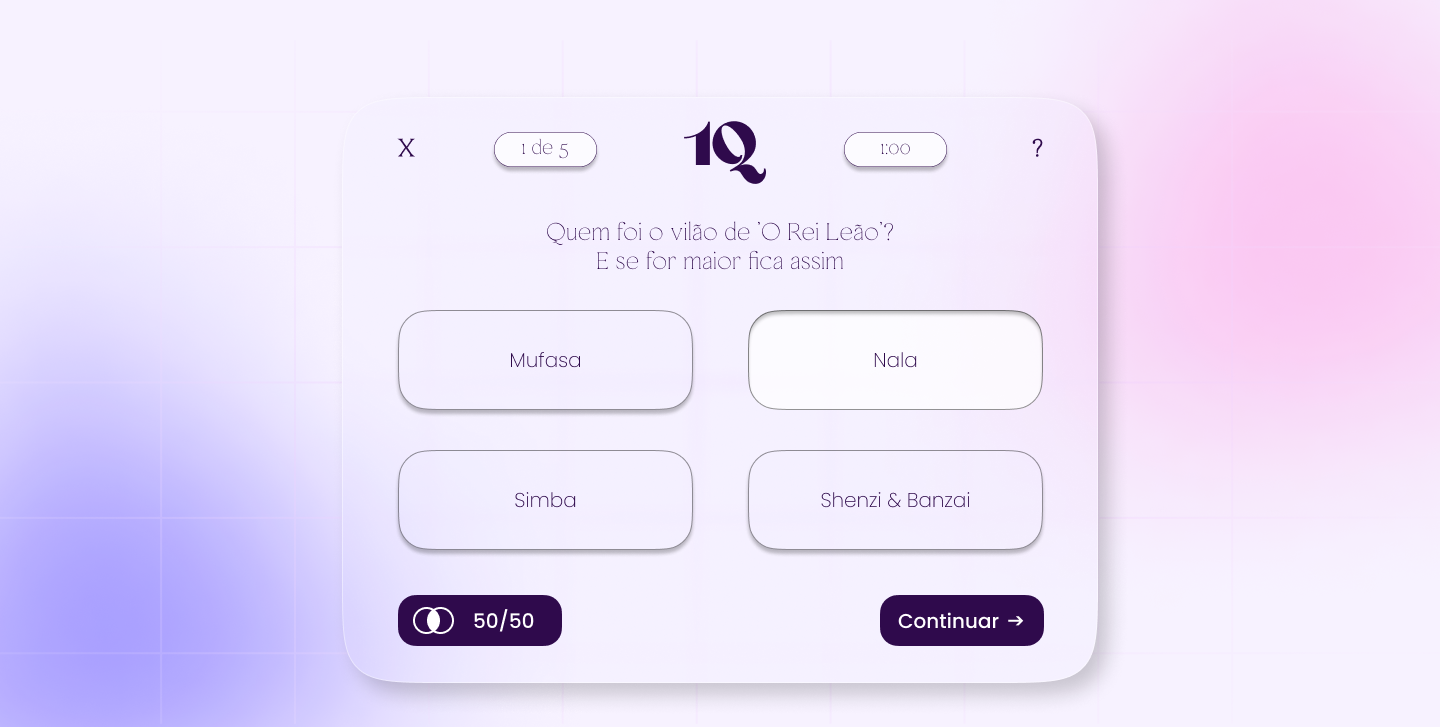 X
1 de 5
1Q
1:00
?
Quem foi o vilão de 'O Rei Leão'?
E se for maior fica assim
Mufasa
Nala
Simba
Shenzi & Banzai
50/50
Continuar →